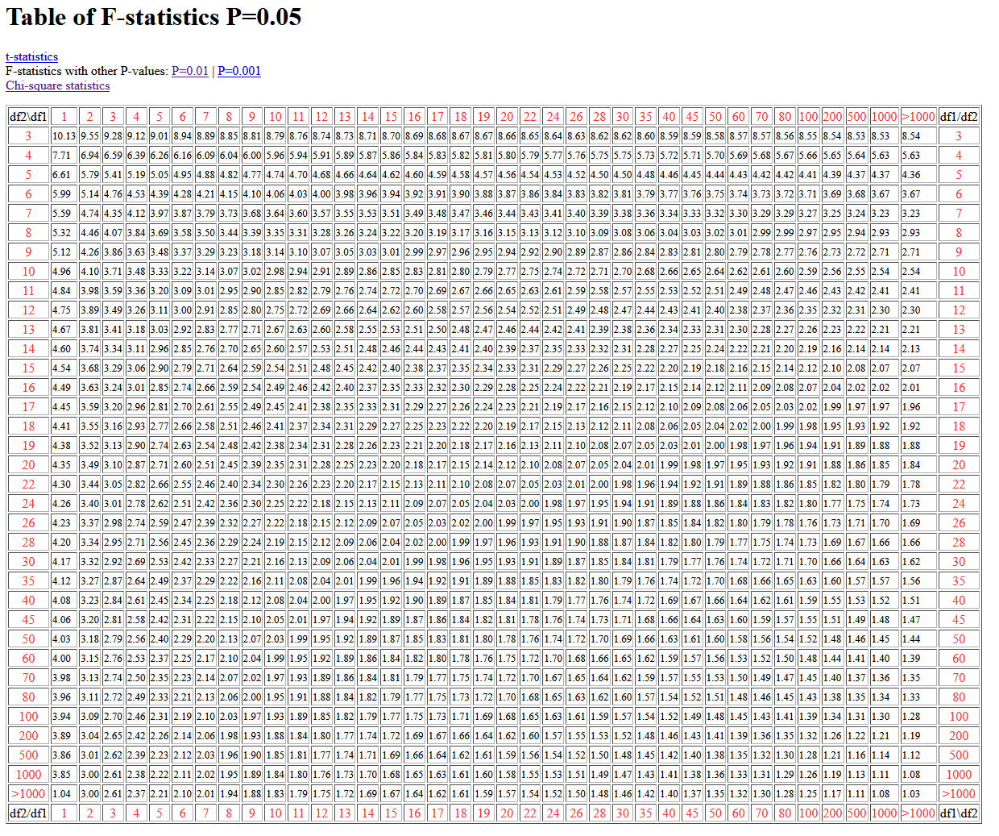 Table of F-statistics P=0.05
t-statistics
F-statistics with other P-values: P=0.01 | P=0.001
Chi-square statistics
df2\df1 1 2 3 4 5 6 7 8 9 10 11 12 13 14 15 16 17 18 19 20 22 24 26 28 30 35 40 45 50 60 70 80 100 200 500 1000 >1000 df1/df2
3 10.13 9.55 9.28 9.12 9.01 8.94 8.89 8.85 8.81 8.79 8.76 8.74 8.73 8.71 8.70 8.69 8.68 8.67 8.67 8.66 8.65 8.64 8.63 8.62 8.62 8.60 8.59 8.59 8.58 8.57 8.57 8.56 8.55 8.54 8.53 8.53 8.54 3
4 7.71 6.94 6.59 6.39 6.26 6.16 6.09 6.04 6.00 5.96 5.94 5.91 5.89 5.87 5.86 5.84 5.83 5.82 5.81 5.80 5.79 5.77 5.76 5.75 5.75 5.73 5.72 5.71 5.70 5.69 5.68 5.67 5.66 5.65 5.64 5.63 5.63 4
5 6.61 5.79 5.41 5.19 5.05 4.95 4.88 4.82 4.77 4.74 4.70 4.68 4.66 4.64 4.62 4.60 4.59 4.58 4.57 4.56 4.54 4.53 4.52 4.50 4.50 4.48 4.46 4.45 4.44 4.43 4.42 4.42 4.41 4.39 4.37 4.37 4.36 5
6 5.99 5.14 4.76 4.53 4.39 4.28 4.21 4.15 4.10 4.06 4.03 4.00 3.98 3.96 3.94 3.92 3.91 3.90 3.88 3.87 3.86 3.84 3.83 3.82 3.81 3.79 3.77 3.76 3.75 3.74 3.73 3.72 3.71 3.69 3.68 3.67 3.67 6
7 5.59 4.74 4.35 4.12 3.97 3.87 3.79 3.73 3.68 3.64 3.60 3.57 3.55 3.53 3.51 3.49 3.48 3.47 3.46 3.44 3.43 3.41 3.40 3.39 3.38 3.36 3.34 3.33 3.32 3.30 3.29 3.29 3.27 3.25 3.24 3.23 3.23 7
8 5.32 4.46 4.07 3.84 3.69 3.58 3.50 3.44 3.39 3.35 3.31 3.28 3.26 3.24 3.22 3.20 3.19 3.17 3.16 3.15 3.13 3.12 3.10 3.09 3.08 3.06 3.04 3.03 3.02 3.01 2.99 2.99 2.97 2.95 2.94 2.93 2.93 8
9 5.12 4.26 3.86 3.63 3.48 3.37 3.29 3.23 3.18 3.14 3.10 3.07 3.05 3.03 3.01 2.99 2.97 2.96 2.95 2.94 2.92 2.90 2.89 2.87 2.86 2.84 2.83 2.81 2.80 2.79 2.78 2.77 2.76 2.73 2.72 2.71 2.71 9
10 4.96 4.10 3.71 3.48 3.33 3.22 3.14 3.07 3.02 2.98 2.94 2.91 2.89 2.86 2.85 2.83 2.81 2.80 2.79 2.77 2.75 2.74 2.72 2.71 2.70 2.68 2.66 2.65 2.64 2.62 2.61 2.60 2.59 2.56 2.55 2.54 2.54 10
11 4.84 3.98 3.59 3.36 3.20 3.09 3.01 2.95 2.90 2.85 2.82 2.79 2.76 2.74 2.72 2.70 2.69 2.67 2.66 2.65 2.63 2.61 2.59 2.58 2.57 2.55 2.53 2.52 2.51 2.49 2.48 2.47 2.46 2.43 2.42 2.41 2.41 11
12 4.75 3.89 3.49 3.26 3.11 3.00 2.91 2.85 2.80 2.75 2.72 2.69 2.66 2.64 2.62 2.60 2.58 2.57 2.56 2.54 2.52 2.51 2.49 2.48 2.47 2.44 2.43 2.41 2.40 2.38 2.37 2.36 2.35 2.32 2.31 2.30 2.30 12
13 4.67 3.81 3.41 3.18 3.03 2.92 2.83 2.77 2.71 2.67 2.63 2.60 2.58 2.55 2.53 2.51 2.50 2.48 2.47 2.46 2.44 2.42 2.41 2.39 2.38 2.36 2.34 2.33 2.31 2.30 2.28 2.27 2.26 2.23 2.22 2.21 2.21 13
14 4.60 3.74 3.34 3.11 2.96 2.85 2.76 2.70 2.65 2.60 2.57 2.53 2.51 2.48 2.46 2.44 2.43 2.41 2.40 2.39 2.37 2.35 2.33 2.32 2.31 2.28 2.27 2.25 2.24 2.22 2.21 2.20 2.19 2.16 2.14 2.14 2.13 14
15 4.54 3.68 3.29 3.06 2.90 2.79 2.71 2.64 2.59 2.54 2.51 2.48 2.45 2.42 2.40 2.38 2.37 2.35 2.34 2.33 2.31 2.29 2.27 2.26 2.25 2.22 2.20 2.19 2.18 2.16 2.15 2.14 2.12 2.10 2.08 2.07 2.07 15
16 4.49 3.63 3.24 3.01 2.85 2.74 2.66 2.59 2.54 2.49 2.46 2.42 2.40 2.37 2.35 2.33 2.32 2.30 2.29 2.28 2.25 2.24 2.22 2.21 2.19 2.17 2.15 2.14 2.12 2.11 2.09 2.08 2.07 2.04 2.02 2.02 2.01 16
17 4.45 3.59 3.20 2.96 2.81 2.70 2.61 2.55 2.49 2.45 2.41 2.38 2.35 2.33 2.31 2.29 2.27 2.26 2.24 2.23 2.21 2.19 2.17 2.16 2.15 2.12 2.10 2.09 2.08 2.06 2.05 2.03 2.02 1.99 1.97 1.97 1.96 17
18 4.41 3.55 3.16 2.93 2.77 2.66 2.58 2.51 2.46 2.41 2.37 2.34 2.31 2.29 2.27 2.25 2.23 2.22 2.20 2.19 2.17 2.15 2.13 2.12 2.11 2.08 2.06 2.05 2.04 2.02 2.00 1.99 1.98 1.95 1.93 1.92 1.92 18
19 4.38 3.52 3.13 2.90 2.74 2.63 2.54 2.48 2.42 2.38 2.34 2.31 2.28 2.26 2.23 2.21 2.20 2.18 2.17 2.16 2.13 2.11 2.10 2.08 2.07 2.05 2.03 2.01 2.00 1.98 1.97 1.96 1.94 1.91 1.89 1.88 1.88 19
20 4.35 3.49 3.10 2.87 2.71 2.60 2.51 2.45 2.39 2.35 2.31 2.28 2.25 2.23 2.20 2.18 2.17 2.15 2.14 2.12 2.10 2.08 2.07 2.05 2.04 2.01 1.99 1.98 1.97 1.95 1.93 1.92 1.91 1.88 1.86 1.85 1.84 20
22 4.30 3.44 3.05 2.82 2.66 2.55 2.46 2.40 2.34 2.30 2.26 2.23 2.20 2.17 2.15 2.13 2.11 2.10 2.08 2.07 2.05 2.03 2.01 2.00 1.98 1.96 1.94 1.92 1.91 1.89 1.88 1.86 1.85 1.82 1.80 1.79 1.78 22
24 4.26 3.40 3.01 2.78 2.62 2.51 2.42 2.36 2.30 2.25 2.22 2.18 2.15 2.13 2.11 2.09 2.07 2.05 2.04 2.03 2.00 1.98 1.97 1.95 1.94 1.91 1.89 1.88 1.86 1.84 1.83 1.82 1.80 1.77 1.75 1.74 1.73 24
26 4.23 3.37 2.98 2.74 2.59 2.47 2.39 2.32 2.27 2.22 2.18 2.15 2.12 2.09 2.07 2.05 2.03 2.02 2.00 1.99 1.97 1.95 1.93 1.91 1.90 1.87 1.85 1.84 1.82 1.80 1.79 1.78 1.76 1.73 1.71 1.70 1.69 26
28 4.20 3.34 2.95 2.71 2.56 2.45 2.36 2.29 2.24 2.19 2.15 2.12 2.09 2.06 2.04 2.02 2.00 1.99 1.97 1.96 1.93 1.91 1.90 1.88 1.87 1.84 1.82 1.80 1.79 1.77 1.75 1.74 1.73 1.69 1.67 1.66 1.66 28
30 4.17 3.32 2.92 2.69 2.53 2.42 2.33 2.27 2.21 2.16 2.13 2.09 2.06 2.04 2.01 1.99 1.98 1.96 1.95 1.93 1.91 1.89 1.87 1.85 1.84 1.81 1.79 1.77 1.76 1.74 1.72 1.71 1.70 1.66 1.64 1.63 1.62 30
35 4.12 3.27 2.87 2.64 2.49 2.37 2.29 2.22 2.16 2.11 2.08 2.04 2.01 1.99 1.96 1.94 1.92 1.91 1.89 1.88 1.85 1.83 1.82 1.80 1.79 1.76 1.74 1.72 1.70 1.68 1.66 1.65 1.63 1.60 1.57 1.57 1.56 35
40 4.08 3.23 2.84 2.61 2.45 2.34 2.25 2.18 2.12 2.08 2.04 2.00 1.97 1.95 1.92 1.90 1.89 1.87 1.85 1.84 1.81 1.79 1.77 1.76 1.74 1.72 1.69 1.67 1.66 1.64 1.62 1.61 1.59 1.55 1.53 1.52 1.51 40
45 4.06 3.20 2.81 2.58 2.42 2.31 2.22 2.15 2.10 2.05 2.01 1.97 1.94 1.92 1.89 1.87 1.86 1.84 1.82 1.81 1.78 1.76 1.74 1.73 1.71 1.68 1.66 1.64 1.63 1.60 1.59 1.57 1.55 1.51 1.49 1.48 1.47 45
50 4.03 3.18 2.79 2.56 2.40 2.29 2.20 2.13 2.07 2.03 1.99 1.95 1.92 1.89 1.87 1.85 1.83 1.81 1.80 1.78 1.76 1.74 1.72 1.70 1.69 1.66 1.63 1.61 1.60 1.58 1.56 1.54 1.52 1.48 1.46 1.45 1.44 50
60 4.00 3.15 2.76 2.53 2.37 2.25 2.17 2.10 2.04 1.99 1.95 1.92 1.89 1.86 1.84 1.82 1.80 1.78 1.76 1.75 1.72 1.70 1.68 1.66 1.65 1.62 1.59 1.57 1.56 1.53 1.52 1.50 1.48 1.44 1.41 1.40 1.39 60
70 3.98 3.13 2.74 2.50 2.35 2.23 2.14 2.07 2.02 1.97 1.93 1.89 1.86 1.84 1.81 1.79 1.77 1.75 1.74 1.72 1.70 1.67 1.65 1.64 1.62 1.59 1.57 1.55 1.53 1.50 1.49 1.47 1.45 1.40 1.37 1.36 1.35 70
80 3.96 3.11 2.72 2.49 2.33 2.21 2.13 2.06 2.00 1.95 1.91 1.88 1.84 1.82 1.79 1.77 1.75 1.73 1.72 1.70 1.68 1.65 1.63 1.62 1.60 1.57 1.54 1.52 1.51 1.48 1.46 1.45 1.43 1.38 1.35 1.34 1.33 80
100 3.94 3.09 2.70 2.46 2.31 2.19 2.10 2.03 1.97 1.93 1.89 1.85 1.82 1.79 1.77 1.75 1.73 1.71 1.69 1.68 1.65 1.63 1.61 1.59 1.57 1.54 1.52 1.49 1.48 1.45 1.43 1.41 1.39 1.34 1.31 1.30 1.28 100
200 3.89 3.04 2.65 2.42 2.26 2.14 2.06 1.98 1.93 1.88 1.84 1.80 1.77 1.74 1.72 1.69 1.67 1.66 1.64 1.62 1.60 1.57 1.55 1.53 1.52 1.48 1.46 1.43 1.41 1.39 1.36 1.35 1.32 1.26 1.22 1.21 1.19 200
500 3.86 3.01 2.62 2.39 2.23 2.12 2.03 1.96 1.90 1.85 1.81 1.77 1.74 1.71 1.69 1.66 1.64 1.62 1.61 1.59 1.56 1.54 1.52 1.50 1.48 1.45 1.42 1.40 1.38 1.35 1.32 1.30 1.28 1.21 1.16 1.14 1.12 500
1000 3.85 3.00 2.61 2.38 2.22 2.11 2.02 1.95 1.89 1.84 1.80 1.76 1.73 1.70 1.68 1.65 1.63 1.61 1.60 1.58 1.55 1.53 1.51 1.49 1.47 1.43 1.41 1.38 1.36 1.33 1.31 1.29 1.26 1.19 1.13 1.11 1.08 1000
>1000 1.04 3.00 2.61 2.37 2.21 2.10 2.01 1.94 1.88 1.83 1.79 1.75 1.72 1.69 1.67 1.64 1.62 1.61 1.59 1.57 1.54 1.52 1.50 1.48 1.46 1.42 1.40 1.37 1.35 1.32 1.30 1.28 1.25 1.17 1.11 1.08 1.03 >1000
df2/df1 1 2 3 4 5 6 7 8 9 10 11 12 13 14 15 16 17 18 19 20 22 24 26 28 30 35 40 45 50 60 70 80 100 200 500 1000 >1000 df1\df2